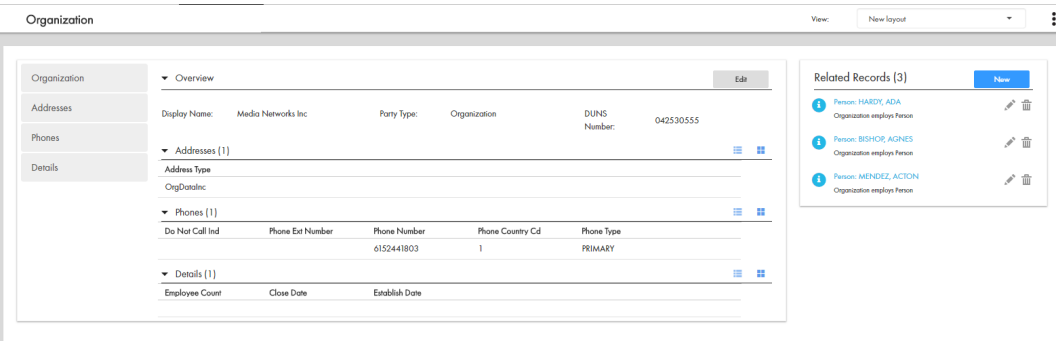 Organization
View: New layout
Organization
Addresses
Phones
Details
Overview
Edit
Display Name: Media Networks Inc Party Type: Organization DUNS Number: 042530555
Addresses (1)
Address Type
OrgDataInc
Phones (1)
Do Not Call Ind Phone Ext Number Phone Number Phone Country Cd Phone Type
6152441803 1 PRIMARY
Details (1)
Employee Count Close Date Establish Date
Related Records (3)
New
Person: HARDY, ADA
Organization employs Person
Person: BISHOP, AGNES
Organization employs Person
Person: MENDEZ, ACTON
Organization employs Person